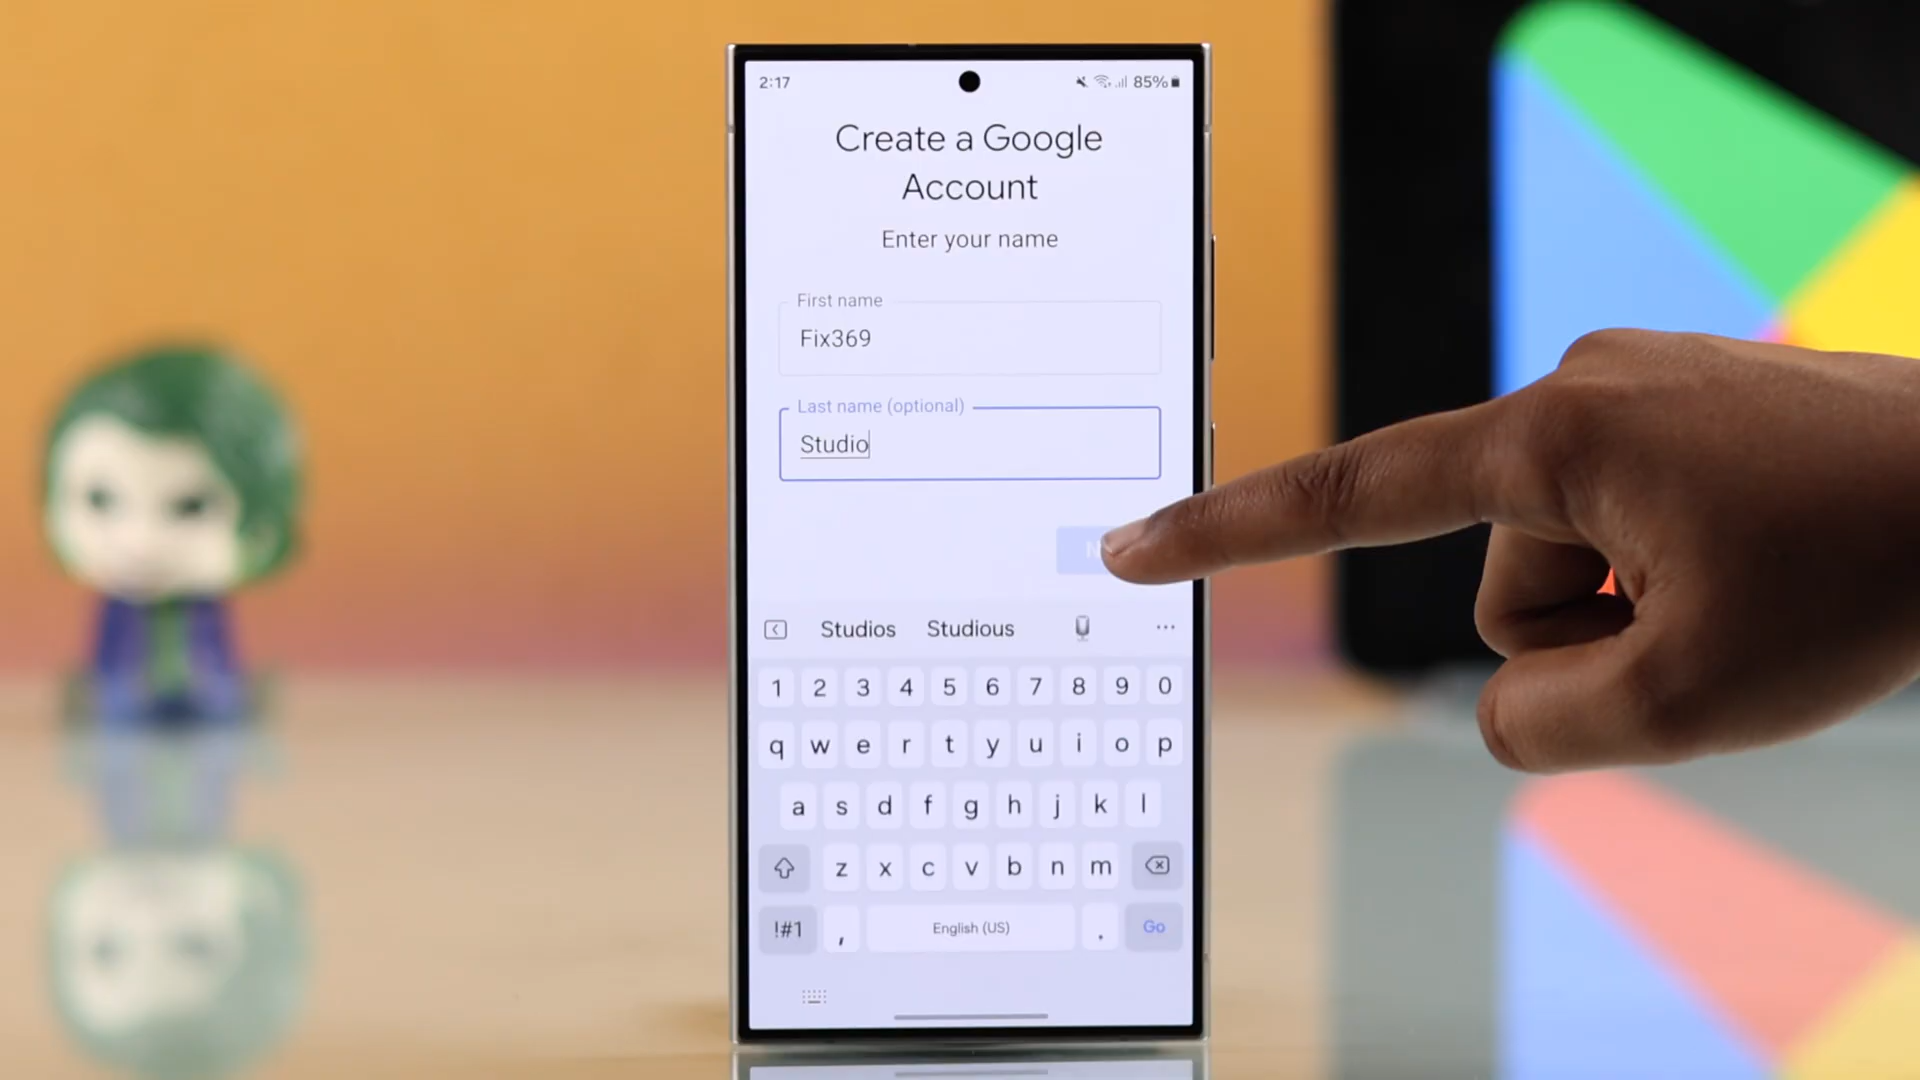 2:17
85%
Create a Google
Account
Enter your name
First name
Fix369
Last name (optional)
Studio
Studios Studious
1 2 3 4 5 6 7 8 9 0
q w e r t y u i o p
a s d f g h j k l
z x c v b n m
!#1 , English (US) . Go